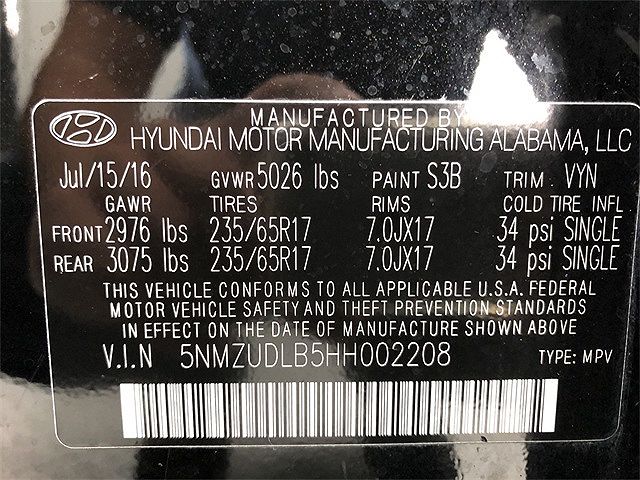 MANUFACTURED BY
HYUNDAI MOTOR MANUFACTURING ALABAMA, LLC
Jul/15/16 GVWR 5026 lbs PAINT S3B TRIM VYN
GAWR TIRES RIMS COLD TIRE INFL
FRONT 2976 lbs 235/65R17 7.0JX17 34 psi SINGLE
REAR 3075 lbs 235/65R17 7.0JX17 34 psi SINGLE
THIS VEHICLE CONFORMS TO ALL APPLICABLE U.S.A. FEDERAL
MOTOR VEHICLE SAFETY AND THEFT PREVENTION STANDARDS
IN EFFECT ON THE DATE OF MANUFACTURE SHOWN ABOVE
V.I.N 5NMZUDLB5HH002208 TYPE: MPV